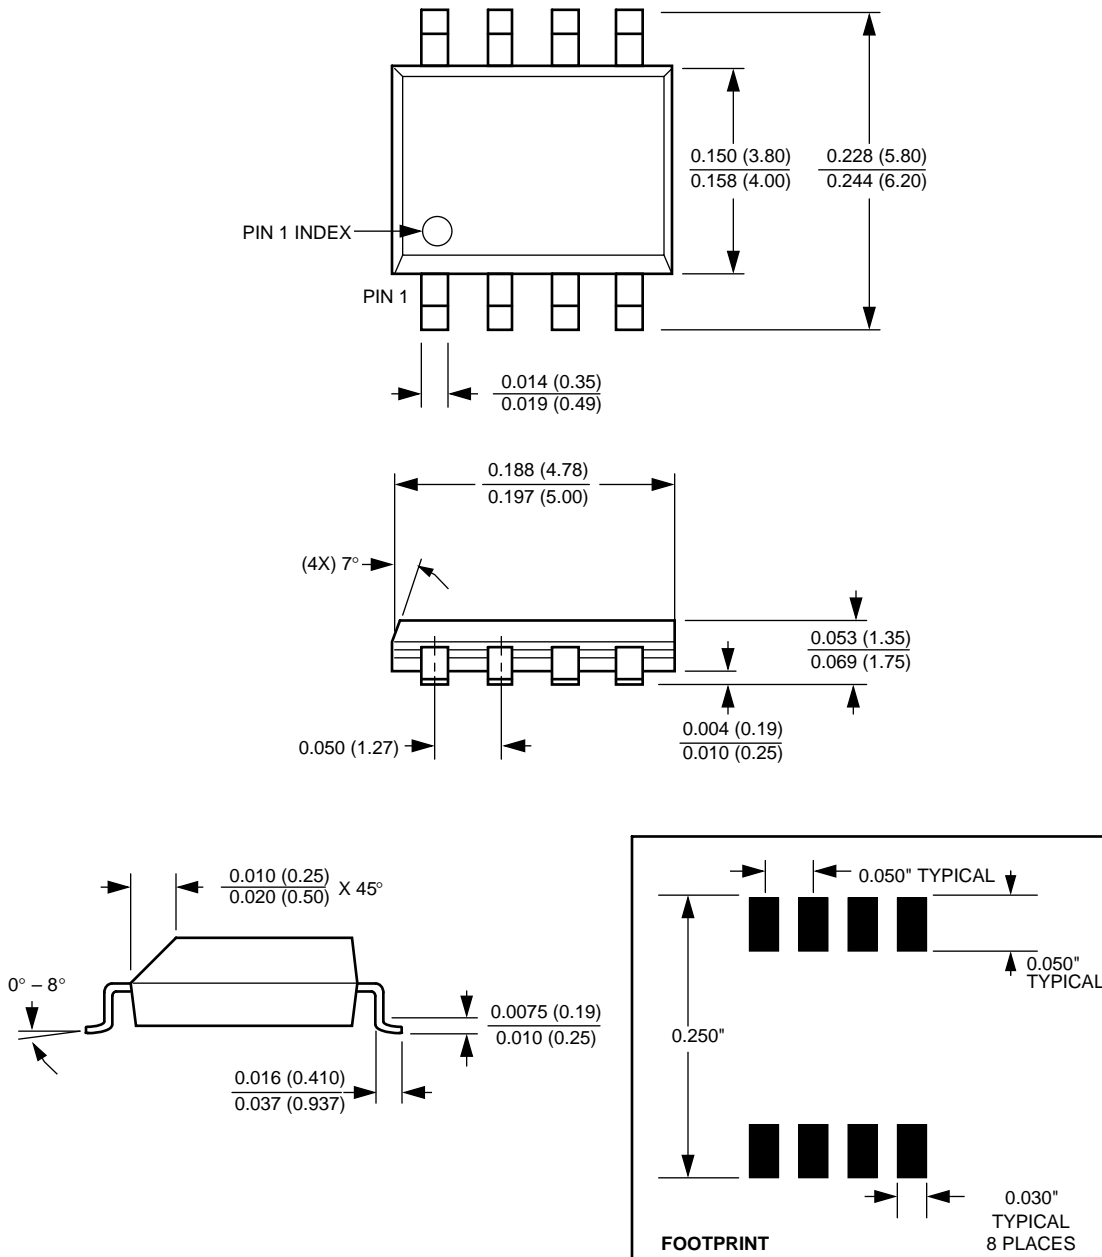 0.150 (3.80)
0.158 (4.00)
0.228 (5.80)
0.244 (6.20)
PIN 1 INDEX
PIN 1
0.014 (0.35)
0.019 (0.49)
0.188 (4.78)
0.197 (5.00)
(4X) 7°
0.053 (1.35)
0.069 (1.75)
0.004 (0.19)
0.010 (0.25)
0.050 (1.27)
0.010 (0.25)
0.020 (0.50)
X 45°
0° – 8°
0.0075 (0.19)
0.010 (0.25)
0.016 (0.410)
0.037 (0.937)
0.050" TYPICAL
0.050"
TYPICAL
0.250"
0.030"
TYPICAL
8 PLACES
FOOTPRINT